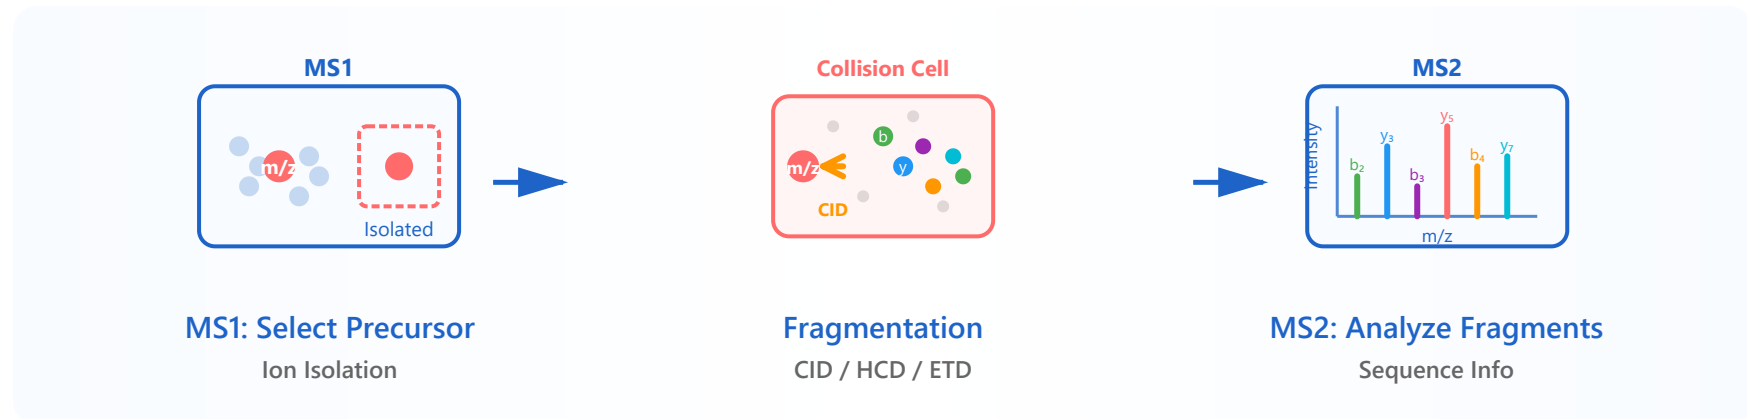 MS1
m/z
Isolated
MS1: Select Precursor
Ion Isolation
Collision Cell
m/z
b
y
CID
Fragmentation
CID / HCD / ETD
MS2
Intensity
b₂
y₃
b₃
y₅
b₄
y₇
m/z
MS2: Analyze Fragments
Sequence Info